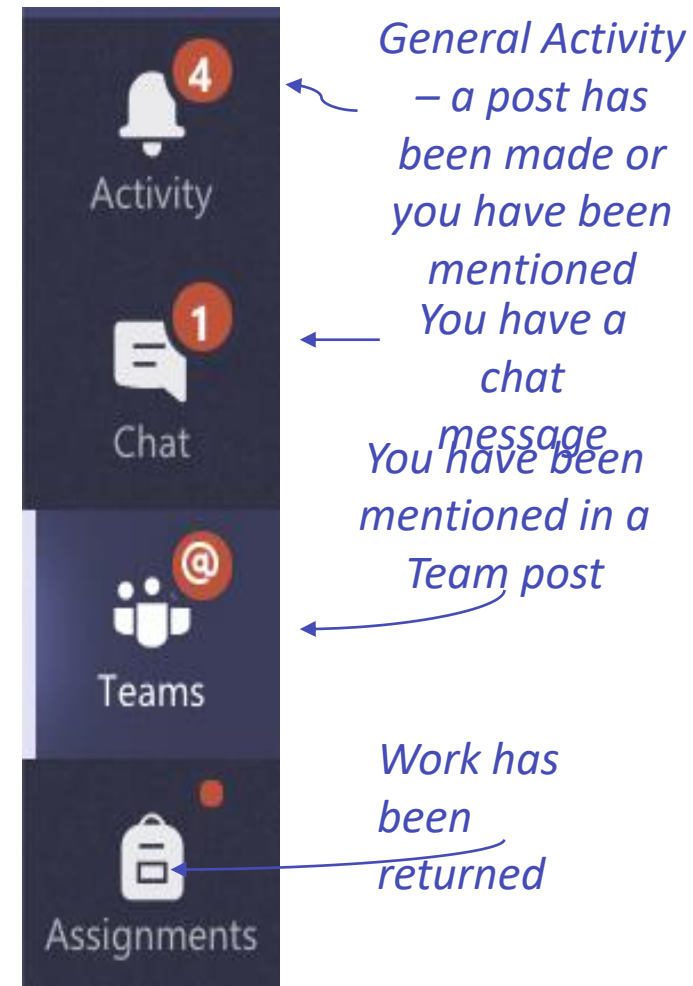 4
Activity
General Activity
– a post has
been made or
you have been
mentioned
1
Chat
You have a
chat
message
@
Teams
You have been
mentioned in a
Team post
Assignments
Work has
been
returned